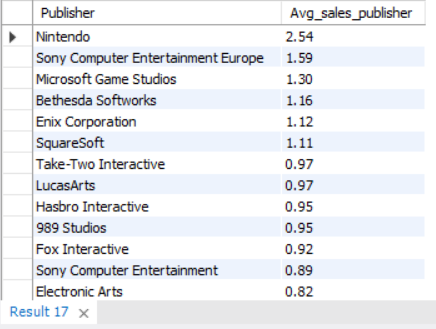 Publisher Avg_sales_publisher
Nintendo 2.54
Sony Computer Entertainment Europe 1.59
Microsoft Game Studios 1.30
Bethesda Softworks 1.16
Enix Corporation 1.12
SquareSoft 1.11
Take-Two Interactive 0.97
LucasArts 0.97
Hasbro Interactive 0.95
989 Studios 0.95
Fox Interactive 0.92
Sony Computer Entertainment 0.89
Electronic Arts 0.82
Result 17 ×